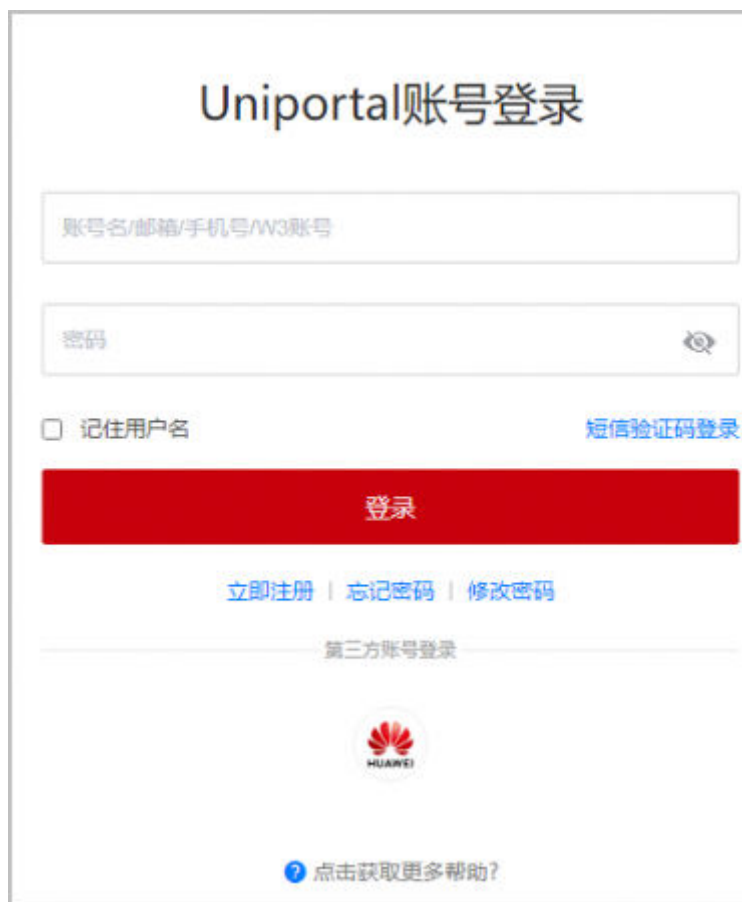 Uniportal账号登录
账号名/邮箱/手机号/W3账号
密码
记住用户名 短信验证码登录
登录
立即注册 | 忘记密码 | 修改密码
第三方账号登录
HUAWEI
? 点击获取更多帮助?